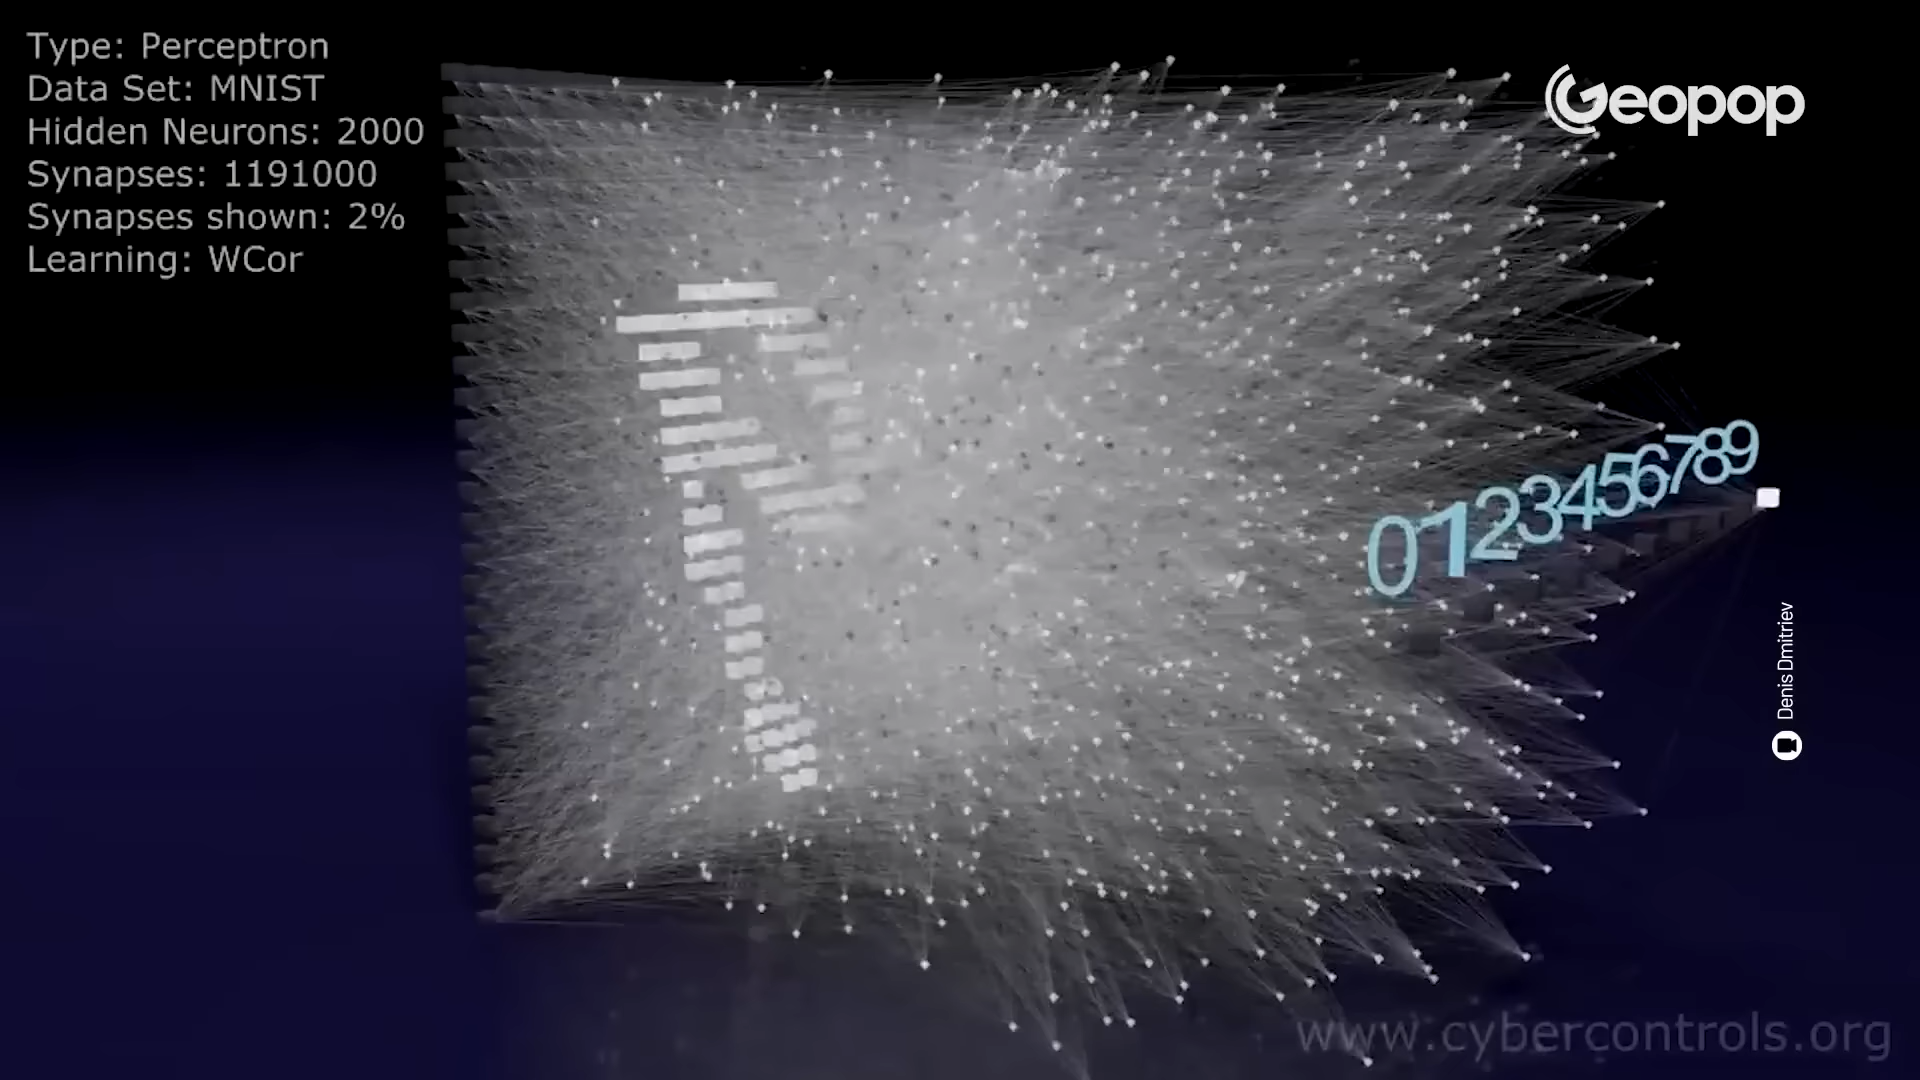 Type: Perceptron
Data Set: MNIST
Hidden Neurons: 2000
Synapses: 1191000
Synapses shown: 2%
Learning: WCor
Geopop
0123456789
Denis Dmitriev
www.cybercontrols.org